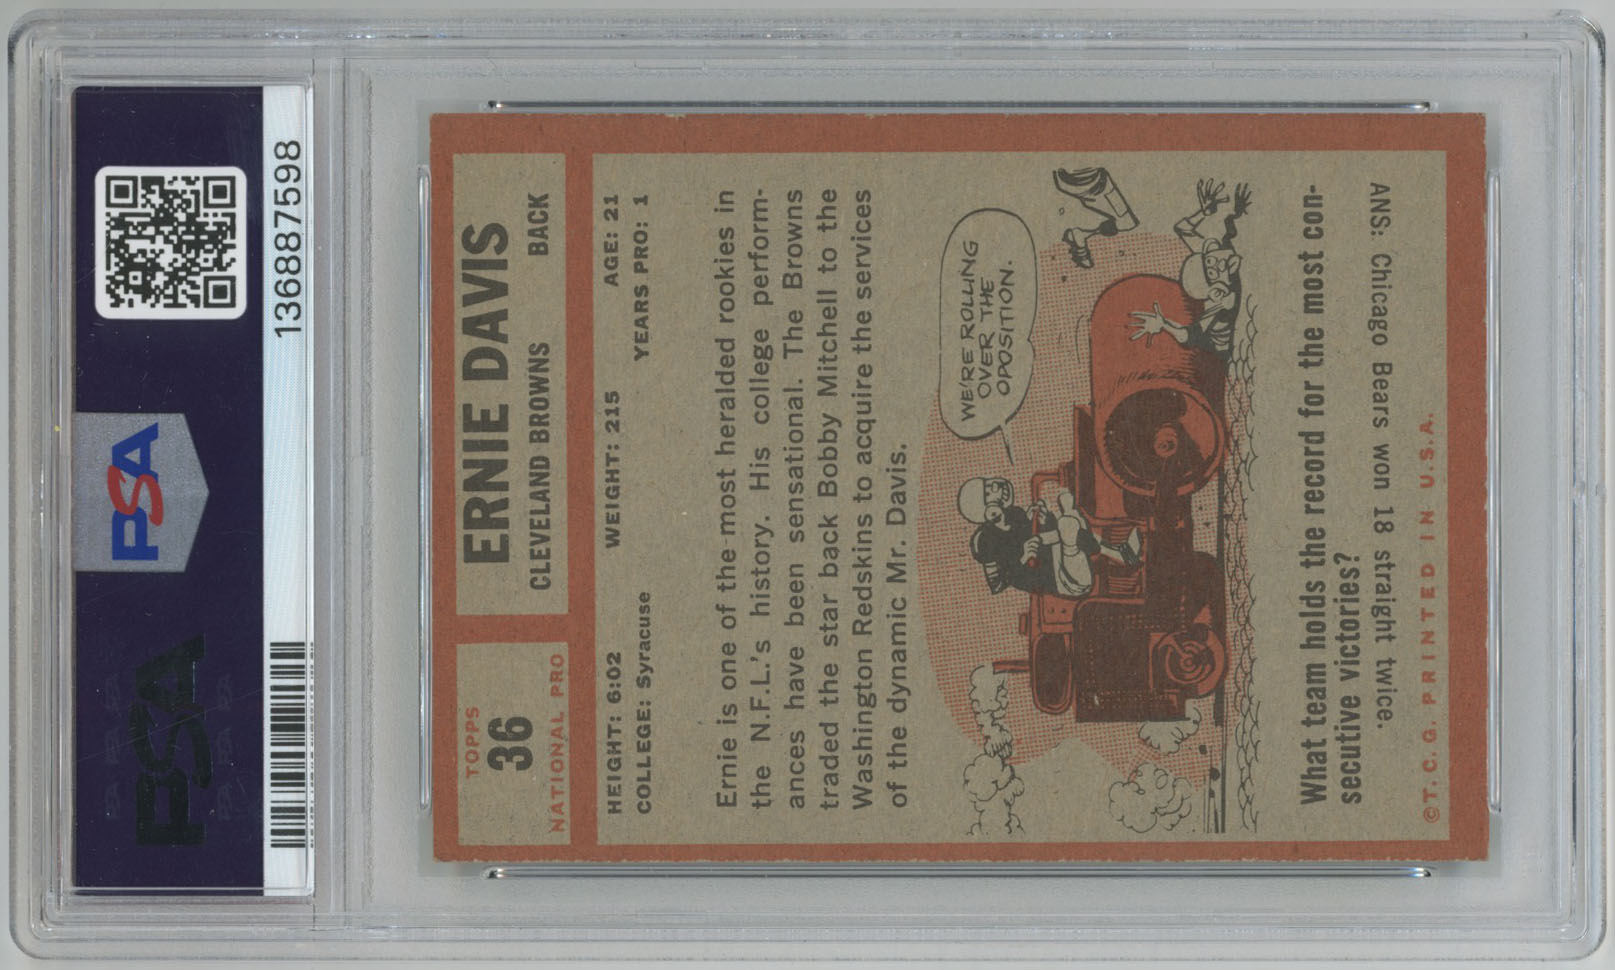 136887598
PSA
PSA
TOPPS
36
NATIONAL PRO
ERNIE DAVIS
CLEVELAND BROWNS BACK
HEIGHT: 6:02 WEIGHT: 215 AGE: 21
COLLEGE: Syracuse YEARS PRO: 1
Ernie is one of the most heralded rookies in
the N.F.L.'s history. His college perform-
ances have been sensational. The Browns
traded the star back Bobby Mitchell to the
Washington Redskins to acquire the services
of the dynamic Mr. Davis.
WE'RE ROLLING
OVER THE
OPOSITION.
What team holds the record for the most con-
secutive victories?
ANS: Chicago Bears won 18 straight twice.
©T.C.G. PRINTED IN U.S.A.